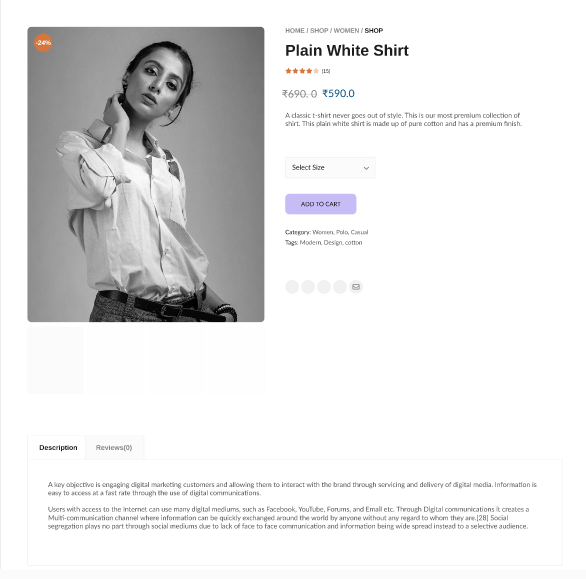 HOME / SHOP / WOMEN / SHOP
-24%
Plain White Shirt
(15)
₹690. 0 ₹590.0
A classic t-shirt never goes out of style. This is our most premium collection of
shirt. This plain white shirt is made up of pure cotton and has a premium finish.
Select Size
ADD TO CART
Category: Women, Polo, Casual
Tags: Modern, Design, cotton
Description
Reviews(0)
A key objective is engaging digital marketing customers and allowing them to interact with the brand through servicing and delivery of digital media. Information is
easy to access at a fast rate through the use of digital communications.
Users with access to the Internet can use many digital mediums, such as Facebook, YouTube, Forums, and Email etc. Through Digital communications it creates a
Multi-communication channel where information can be quickly exchanged around the world by anyone without any regard to whom they are.[28] Social
segregation plays no part through social mediums due to lack of face to face communication and information being wide spread instead to a selective audience.